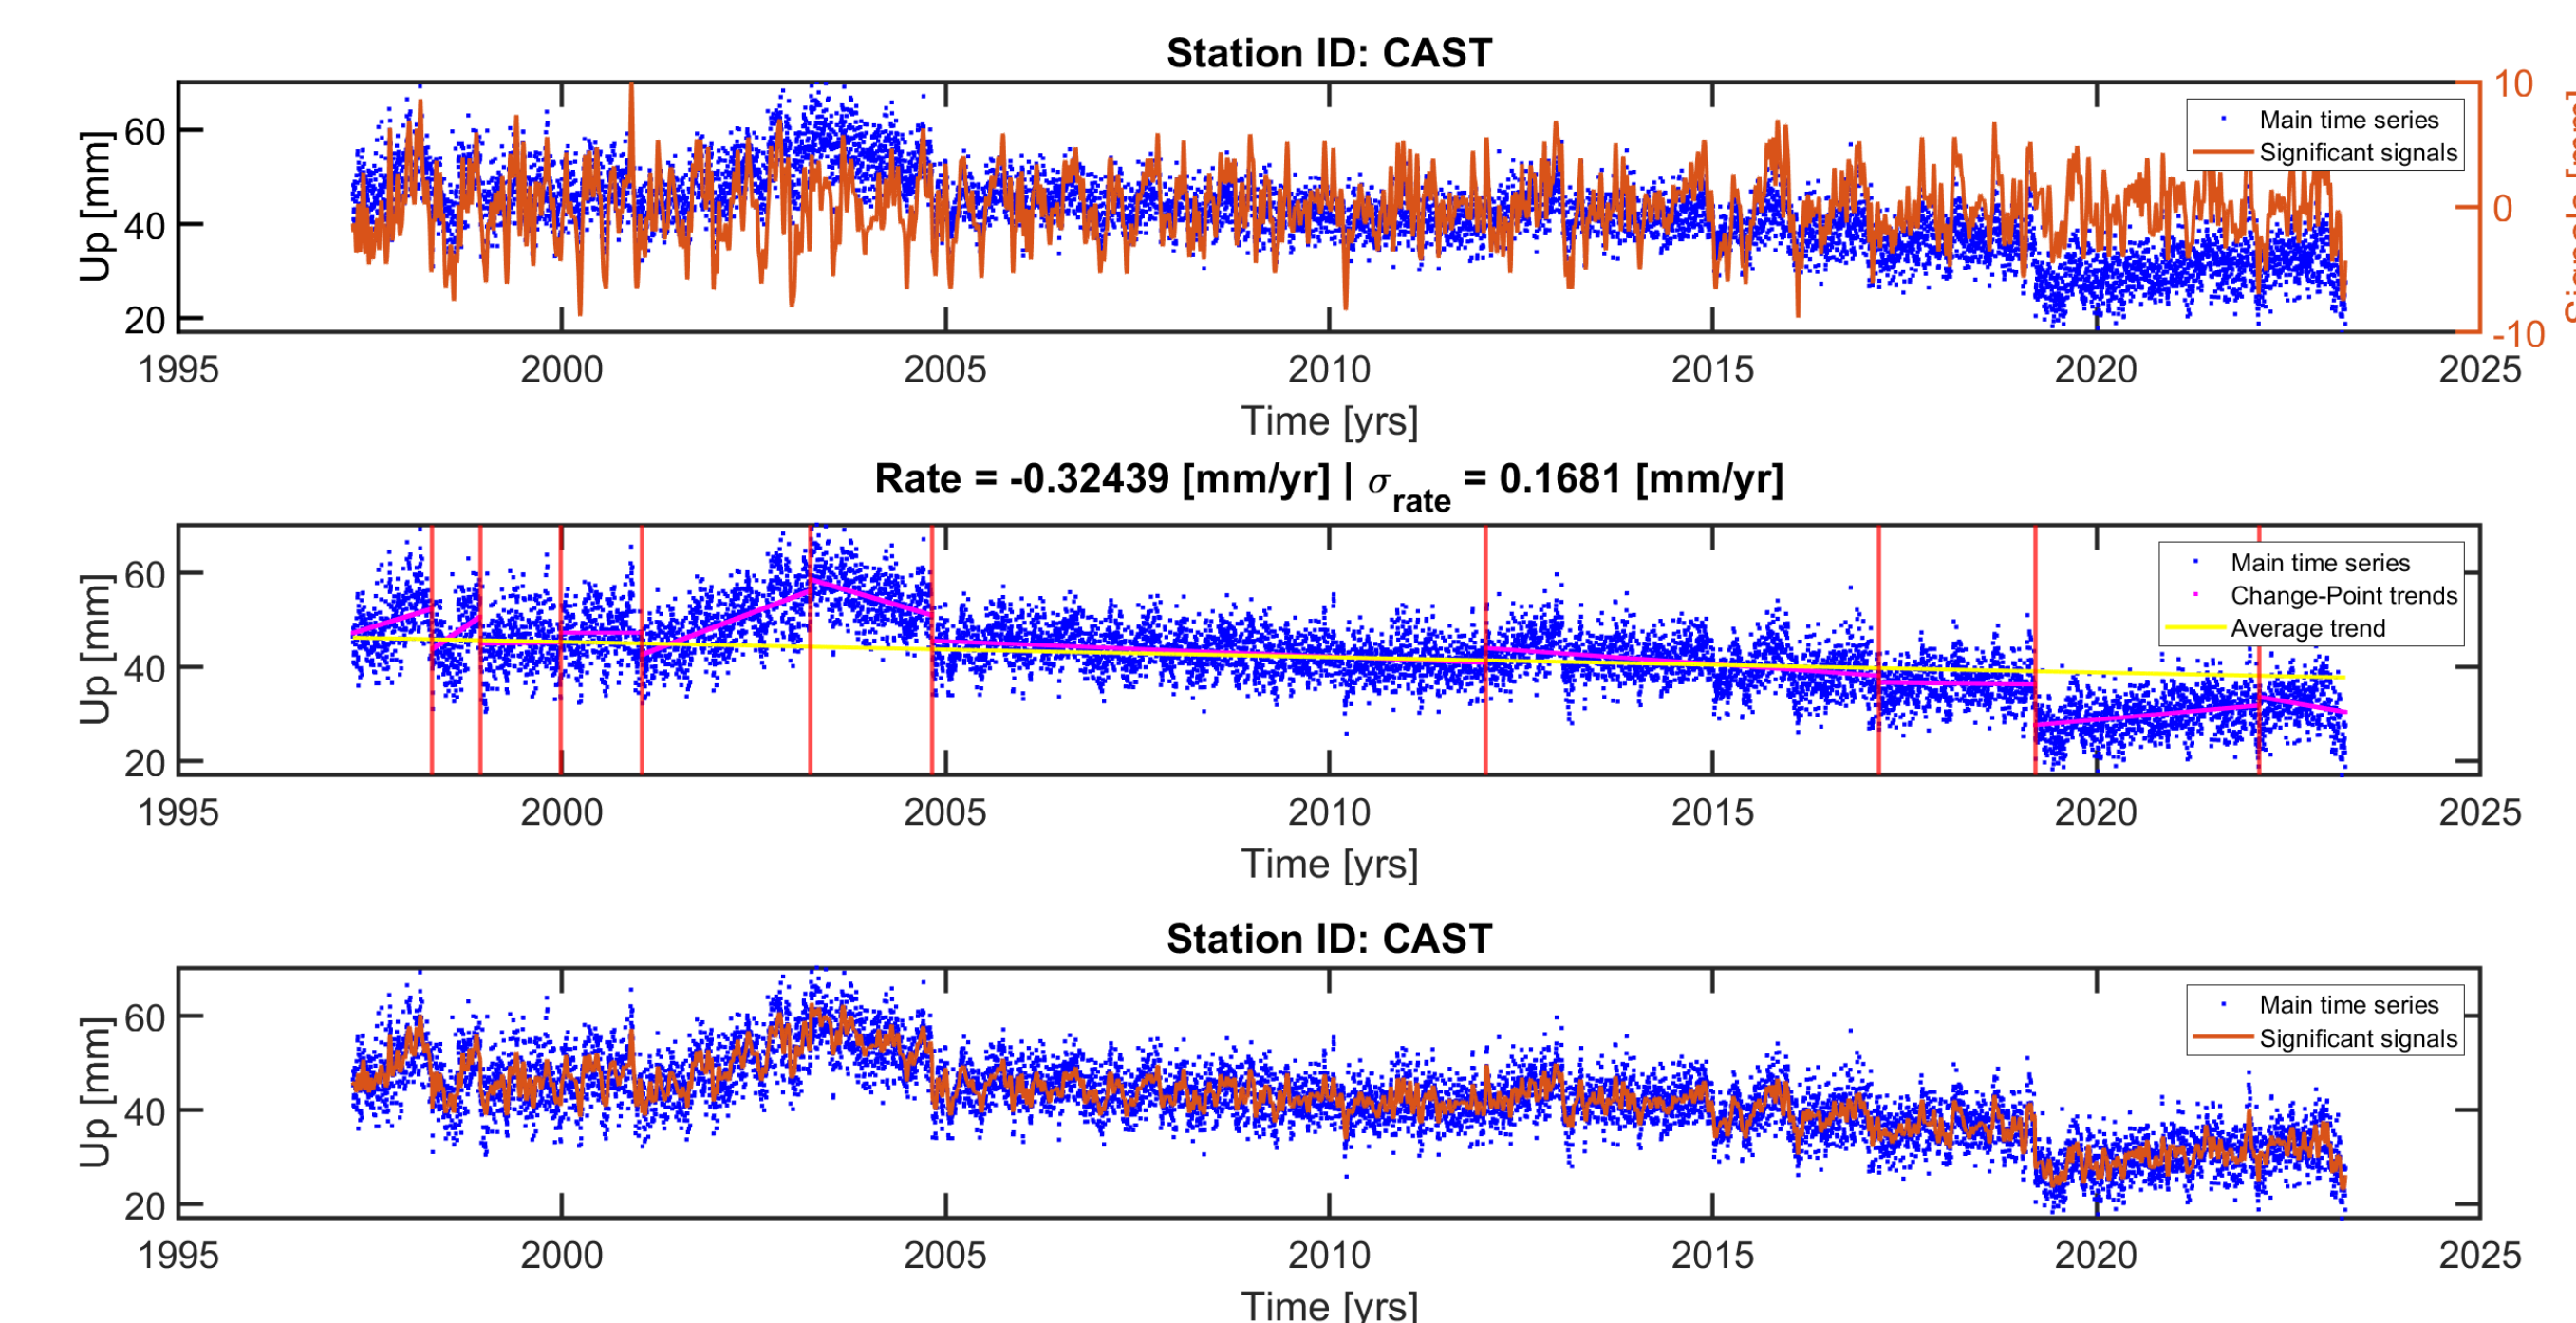 Station ID: CAST
Up [mm]
60
40
20
10
0
-10
Main time series
Significant signals
1995 2000 2005 2010 2015 2020 2025
Time [yrs]
Rate = -0.32439 [mm/yr] | σrate = 0.1681 [mm/yr]
Up [mm]
60
40
20
Main time series
Change-Point trends
Average trend
1995 2000 2005 2010 2015 2020 2025
Time [yrs]
Station ID: CAST
Up [mm]
60
40
20
Main time series
Significant signals
1995 2000 2005 2010 2015 2020 2025
Time [yrs]